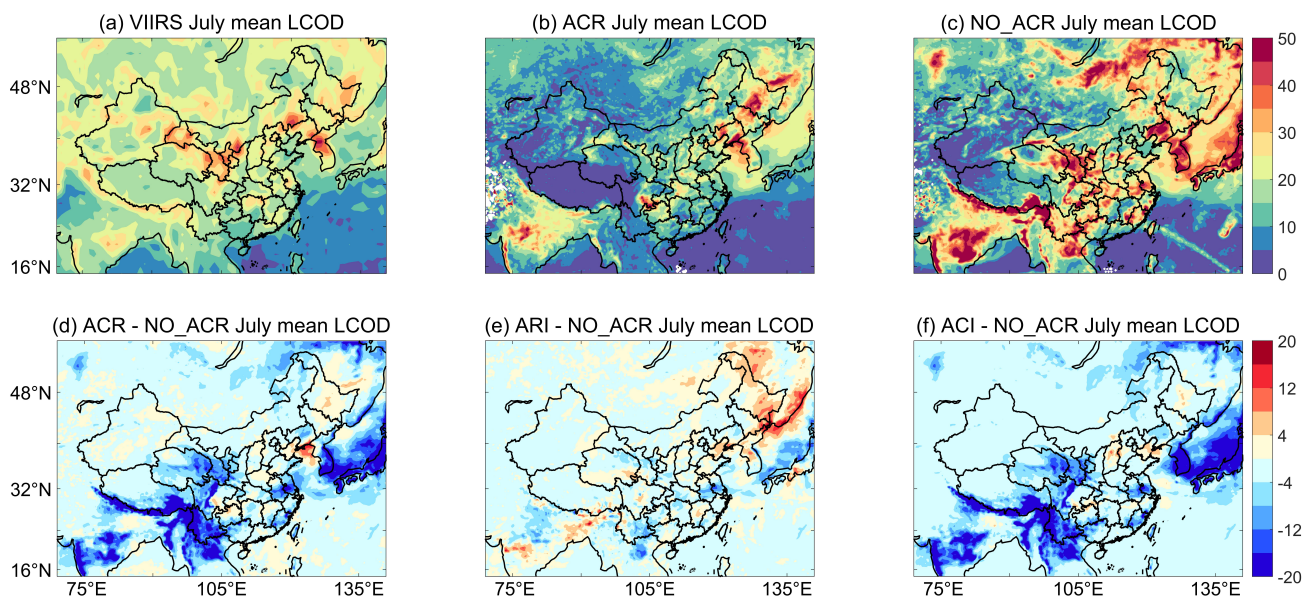 (a) VIIRS July mean LCOD
(b) ACR July mean LCOD
(c) NO_ACR July mean LCOD
48°N
32°N
16°N
50
40
30
20
10
0
(d) ACR - NO_ACR July mean LCOD
(e) ARI - NO_ACR July mean LCOD
(f) ACI - NO_ACR July mean LCOD
48°N
32°N
16°N
20
12
4
-4
-12
-20
75°E
105°E
135°E
75°E
105°E
135°E
75°E
105°E
135°E